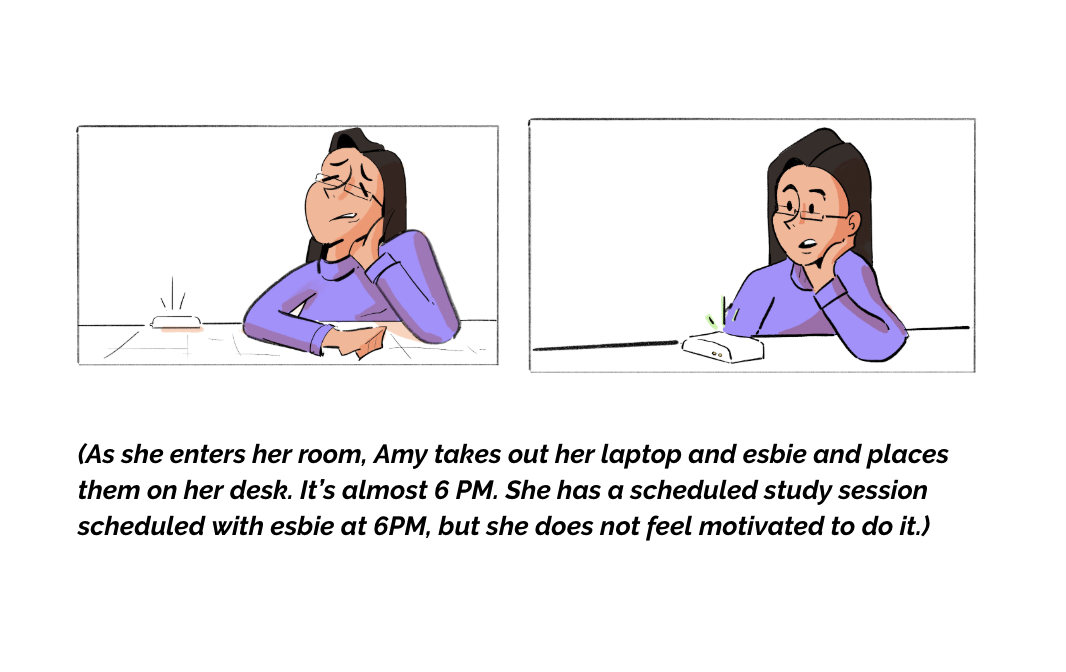 (As she enters her room, Amy takes out her laptop and esbie and places
them on her desk. It’s almost 6 PM. She has a scheduled study session
scheduled with esbie at 6PM, but she does not feel motivated to do it.)